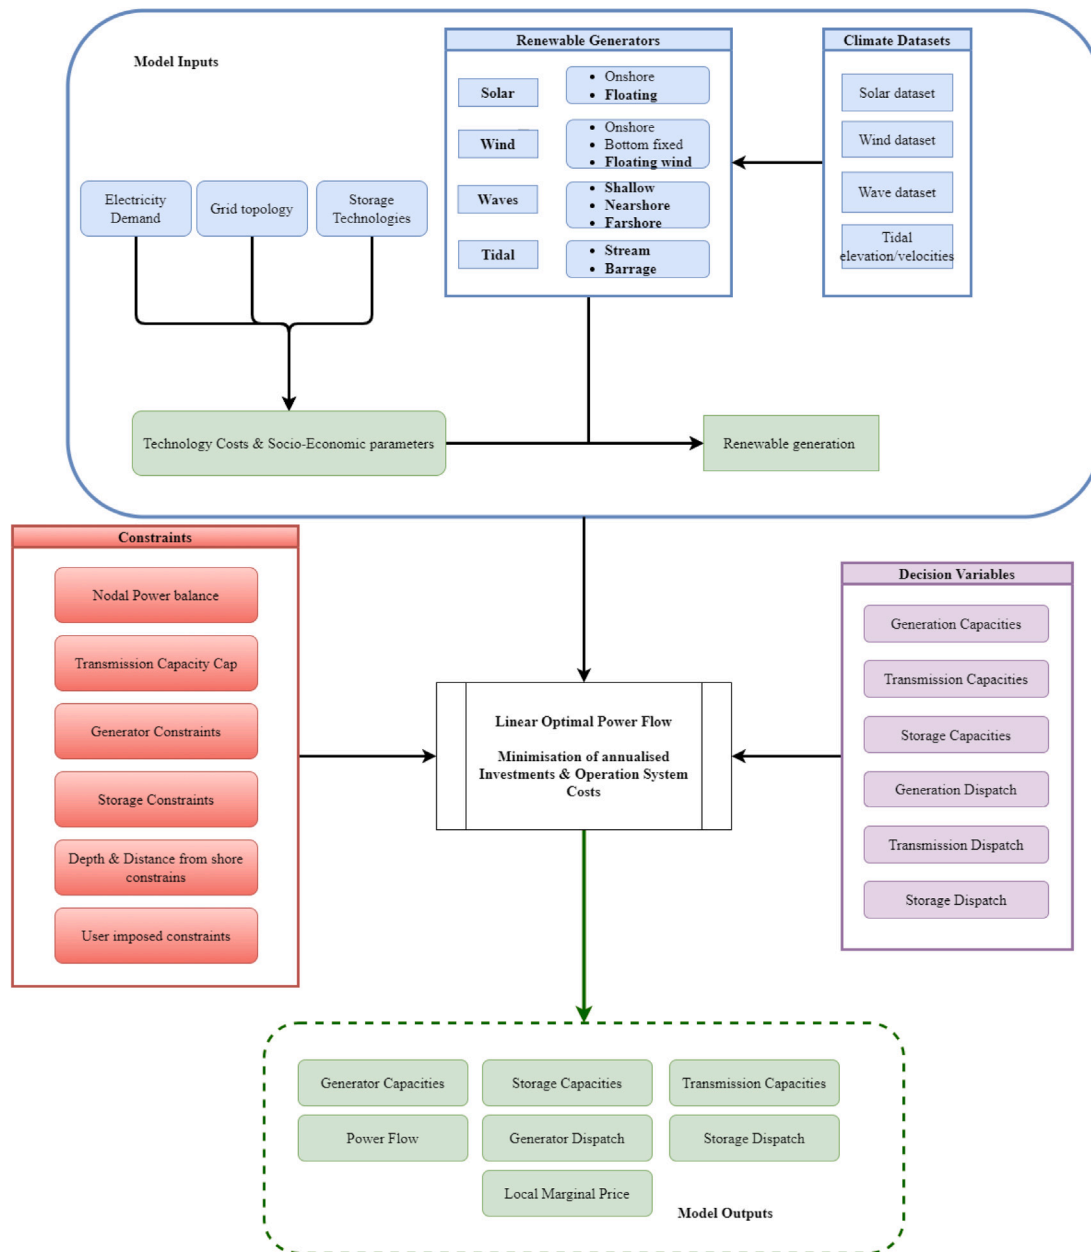 Model Inputs
Renewable Generators
Solar
• Onshore
• Floating
Wind
• Onshore
• Bottom fixed
• Floating wind
Waves
• Shallow
• Nearshore
• Farshore
Tidal
• Stream
• Barrage
Climate Datasets
Solar dataset
Wind dataset
Wave dataset
Tidal
elevation/velocities
Electricity
Demand
Grid topology
Storage
Technologies
Technology Costs & Socio-Economic parameters
Renewable generation
Constraints
Nodal Power balance
Transmission Capacity Cap
Generator Constraints
Storage Constraints
Depth & Distance from shore
constrains
User imposed constraints
Linear Optimal Power Flow
Minimisation of annualised
Investments & Operation System
Costs
Decision Variables
Generation Capacities
Transmission Capacities
Storage Capacities
Generation Dispatch
Transmission Dispatch
Storage Dispatch
Generator Capacities
Storage Capacities
Transmission Capacities
Power Flow
Generator Dispatch
Storage Dispatch
Local Marginal Price
Model Outputs